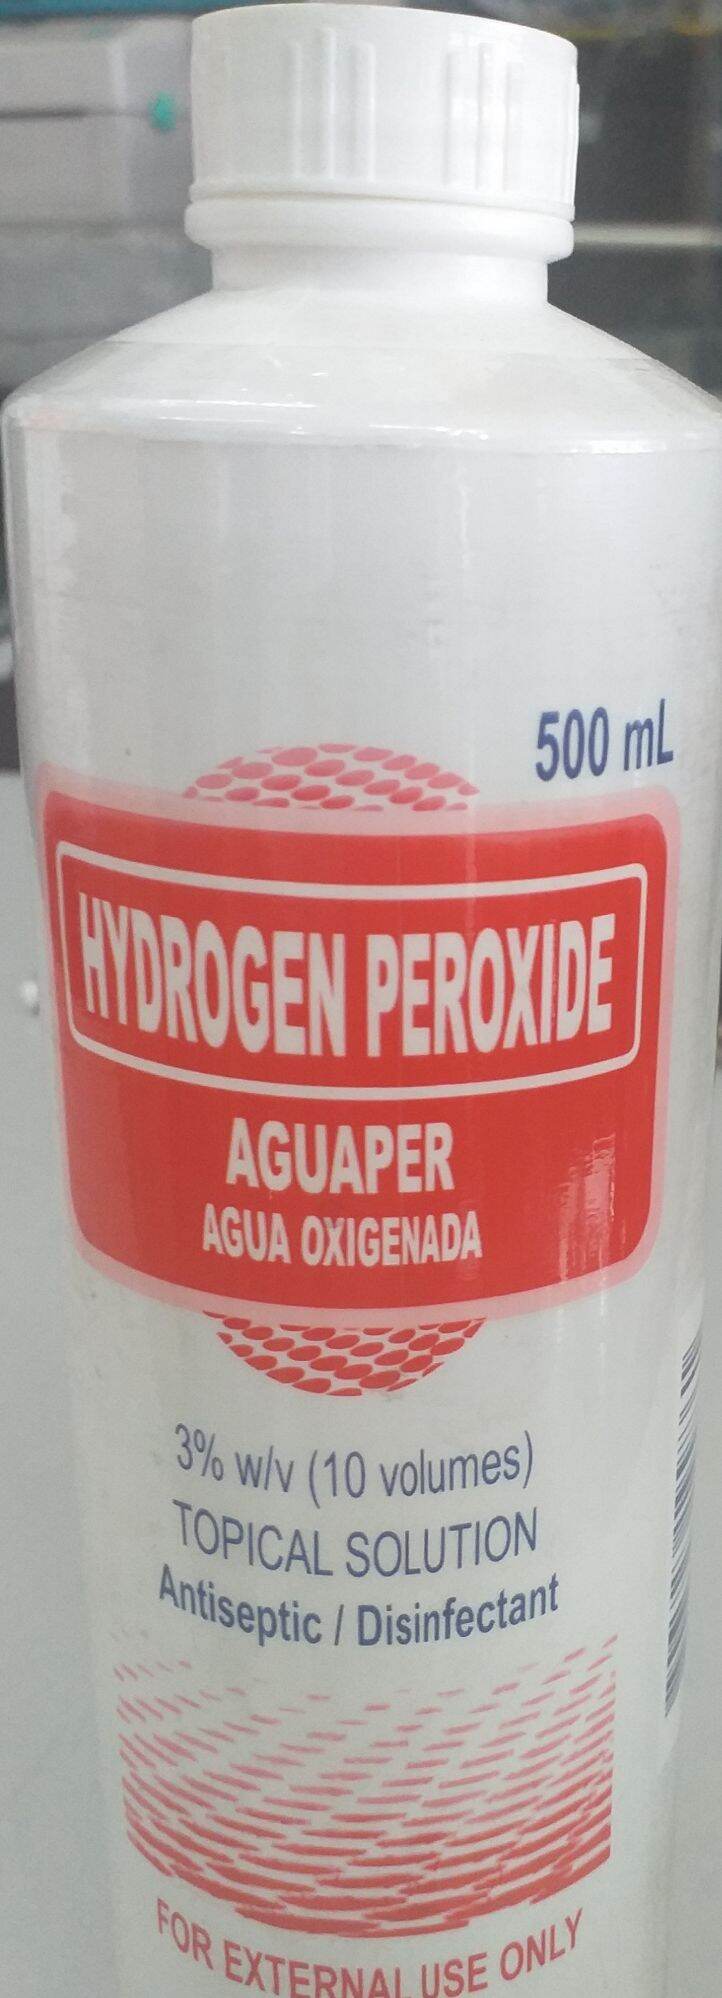 500 mL
HYDROGEN PEROXIDE
AGUAPER
AGUA OXIGENADA
3% w/v (10 volumes)
TOPICAL SOLUTION
Antiseptic / Disinfectant
FOR EXTERNAL USE ONLY